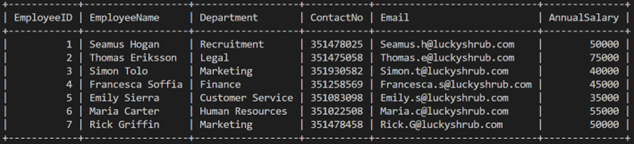 EmployeeID | EmployeeName | Department | ContactNo | Email | AnnualSalary
1 | Seamus Hogan | Recruitment | 351478025 | Seamus.h@luckyshrub.com | 50000
2 | Thomas Eriksson | Legal | 351475058 | Thomas.e@luckyshrub.com | 75000
3 | Simon Tolo | Marketing | 351930582 | Simon.t@luckyshrub.com | 40000
4 | Francesca Soffia | Finance | 351258569 | Francesca.s@luckyshrub.com | 45000
5 | Emily Sierra | Customer Service | 351083098 | Emily.s@luckyshrub.com | 35000
6 | Maria Carter | Human Resources | 351022508 | Maria.c@luckyshrub.com | 55000
7 | Rick Griffin | Marketing | 351478458 | Rick.G@luckyshrub.com | 50000